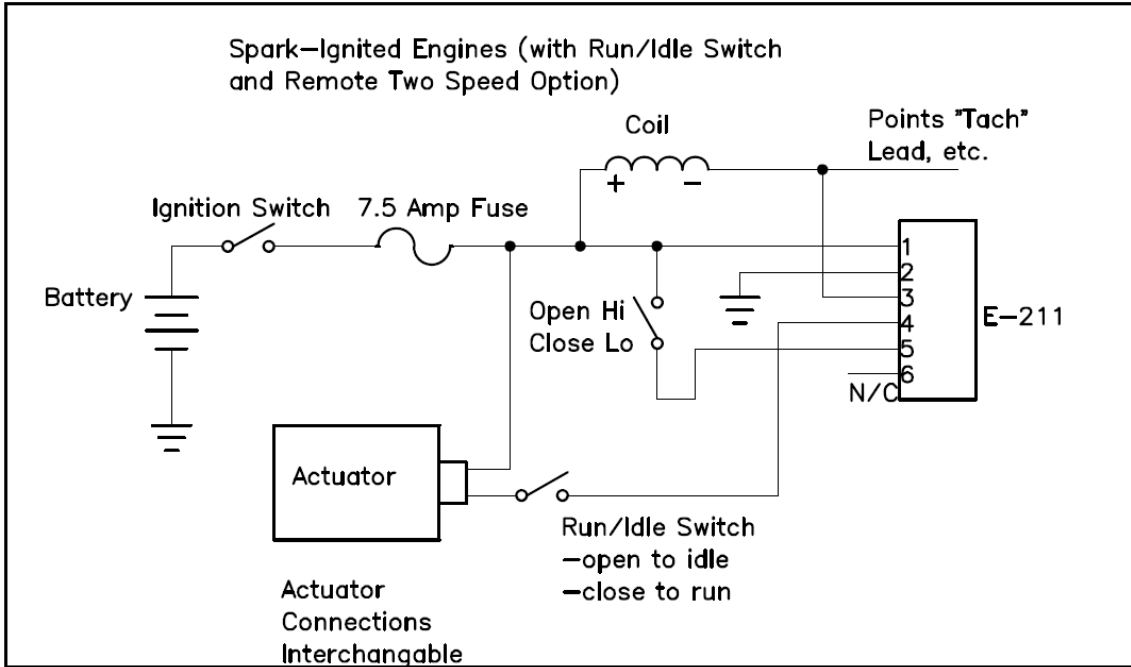 Spark-Ignited Engines (with Run/Idle Switch
and Remote Two Speed Option)
Coil
Points "Tach"
Lead, etc.
+ -
Ignition Switch
7.5 Amp Fuse
Battery
Open Hi
Close Lo
1
2
3
4
5
6
N/C
E-211
Actuator
Run/Idle Switch
-open to idle
-close to run
Actuator
Connections
Interchangable